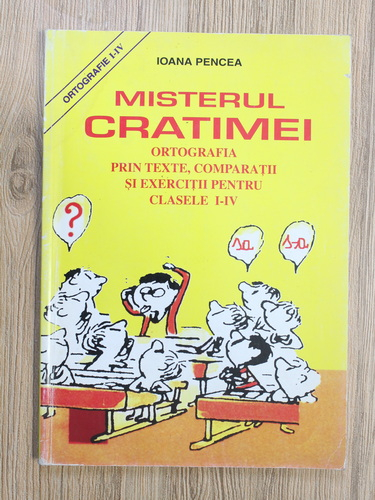 ORTOGRAFIE I-IV
IOANA PENCEA
MISTERUL
CRATIMEI
ORTOGRAFIA
PRIN TEXTE, COMPARAȚII
ȘI EXERCIȚII PENTRU
CLASELE I-IV
?
sa
s-a